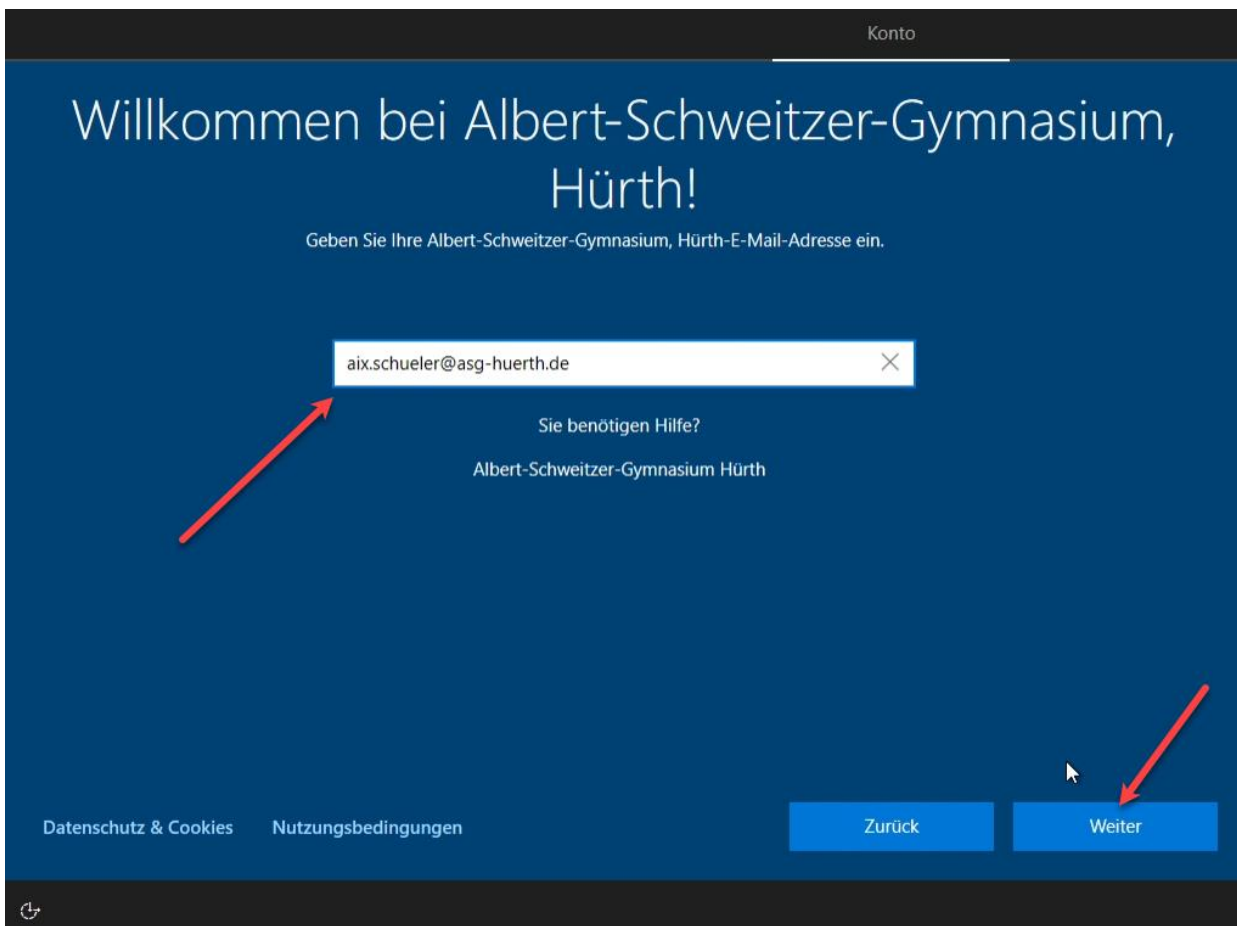 Konto
Willkommen bei Albert-Schweitzer-Gymnasium,
Hürth!
Geben Sie Ihre Albert-Schweitzer-Gymnasium, Hürth-E-Mail-Adresse ein.
aix.schueler@asg-huerth.de
Sie benötigen Hilfe?
Albert-Schweitzer-Gymnasium Hürth
Datenschutz & Cookies Nutzungsbedingungen Zurück Weiter